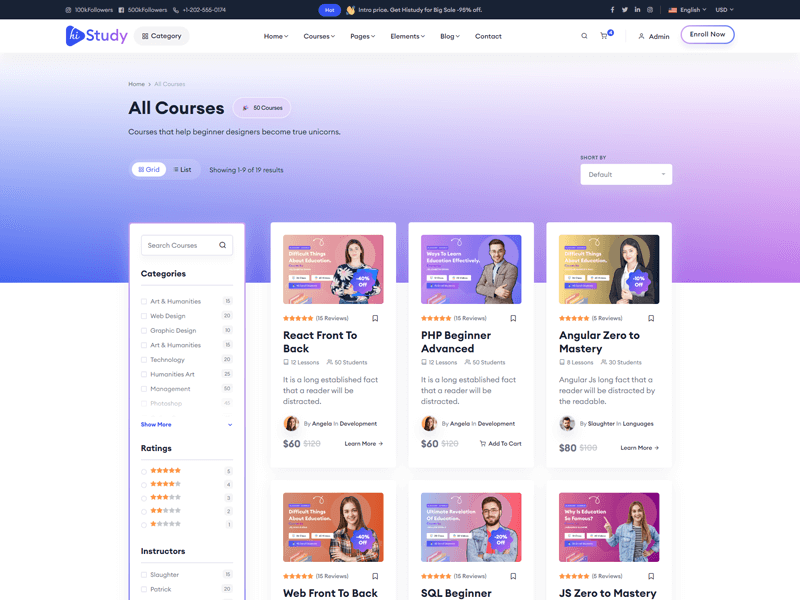 100kFollowers 500kFollowers +1-202-555-0174
Hot Intro price. Get Histudy for Big Sale -95% off.
English USD
hi Study
Category
Home Courses Pages Elements Blog Contact
4 Admin Enroll Now
Home > All Courses
All Courses
50 Courses
Courses that help beginner designers become true unicorns.
Grid List Showing 1-9 of 19 results
SHORT BY
Default
Search Courses
Categories
Art & Humanities 15
Web Design 20
Graphic Design 10
Art & Humanities 15
Technology 20
Humanities Art 25
Management 50
Photoshop
Show More
Ratings
5
4
3
2
1
Instructors
Slaughter 15
Patrick 20
Difficult Things
About Education.
-40%
Off
(15 Reviews)
React Front To
Back
12 Lessons 50 Students
It is a long established fact
that a reader will be
distracted.
By Angela In Development
$60 $120 Learn More →
Ways To Learn
Education Effectively.
(15 Reviews)
PHP Beginner
Advanced
12 Lessons 50 Students
It is a long established fact
that a reader will be
distracted.
By Angela In Development
$60 $120 Add To Cart
Difficult Things
About Education.
-10%
Off
(5 Reviews)
Angular Zero to
Mastery
8 Lessons 30 Students
Angular Js long fact that a
reader will be distracted by
the readable.
By Slaughter In Languages
$80 $100 Learn More →
Difficult Things
About Education.
-40%
Off
(15 Reviews)
Web Front To Back
Ultimate Revelation
Of Education.
-20%
Off
(15 Reviews)
SQL Beginner
Why Is Education
So Famous?
(5 Reviews)
JS Zero to Mastery